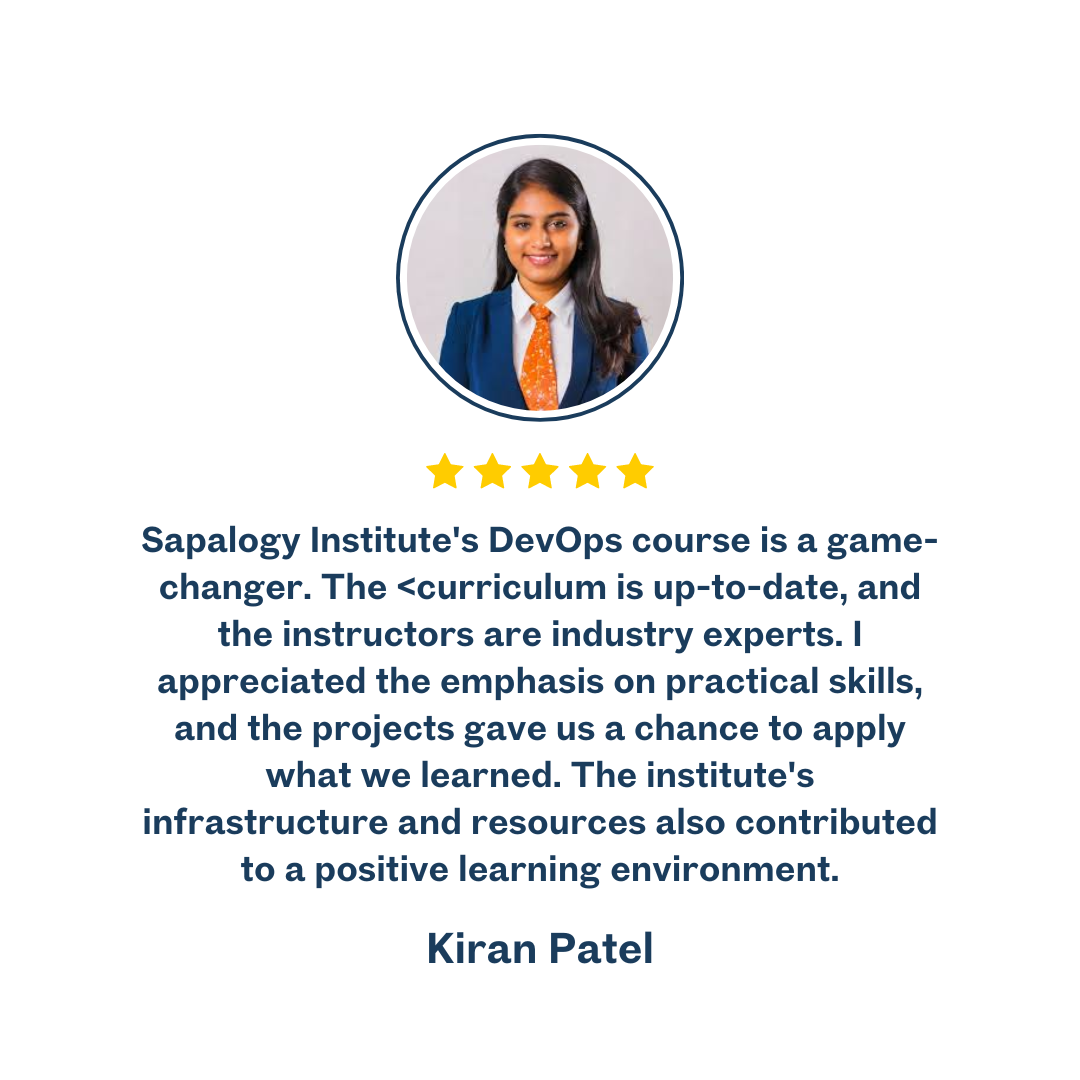 Sapalogy Institute's DevOps course is a game-
changer. The <curriculum is up-to-date, and
the instructors are industry experts. I
appreciated the emphasis on practical skills,
and the projects gave us a chance to apply
what we learned. The institute's
infrastructure and resources also contributed
to a positive learning environment.
Kiran Patel